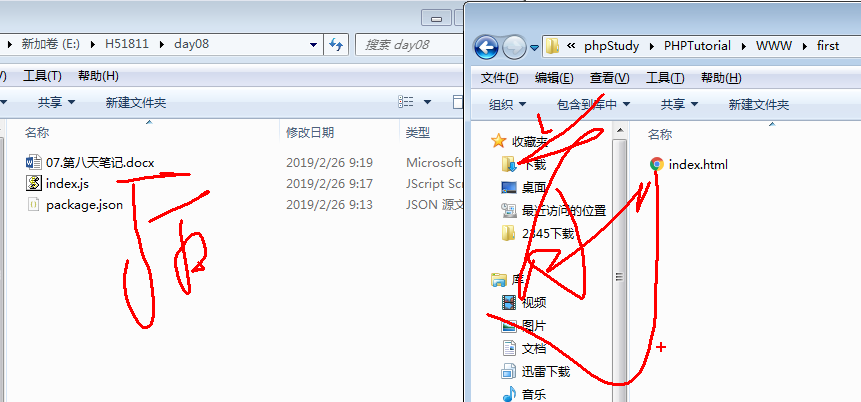 新加卷 (E:) H51811 day08
搜索 day08
V) 工具(T) 帮助(H)
共享 新建文件夹
名称 修改日期 类型
07.第八天笔记.docx 2019/2/26 9:19 Microsof
index.js 2019/2/26 9:17 JScript Scr
package.json 2019/2/26 9:13 JSON 源文
« phpStudy PHPTutorial WWW first
文件(F) 编辑(E) 查看(V) 工具(T) 帮助(H)
组织 包含到库中 共享 新建文件夹
收藏夹
下载
桌面
最近访问的位置
2345下载
库
视频
图片
文档
迅雷下载
音乐
名称
index.html